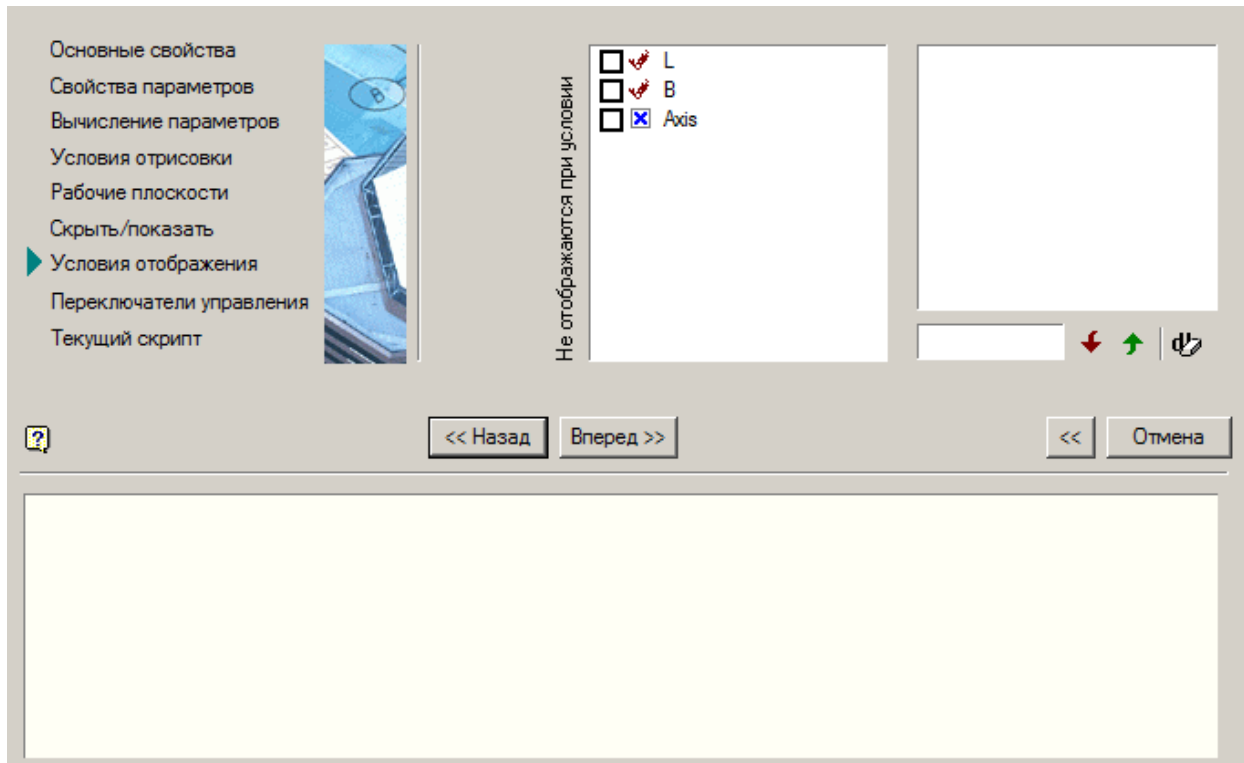 Основные свойства
Свойства параметров
Вычисление параметров
Условия отрисовки
Рабочие плоскости
Скрыть/показать
Условия отображения
Переключатели управления
Текущий скрипт
B
Не отображаются при условии
L
B
Axis
<< Назад
Вперед >>
<<
Отмена